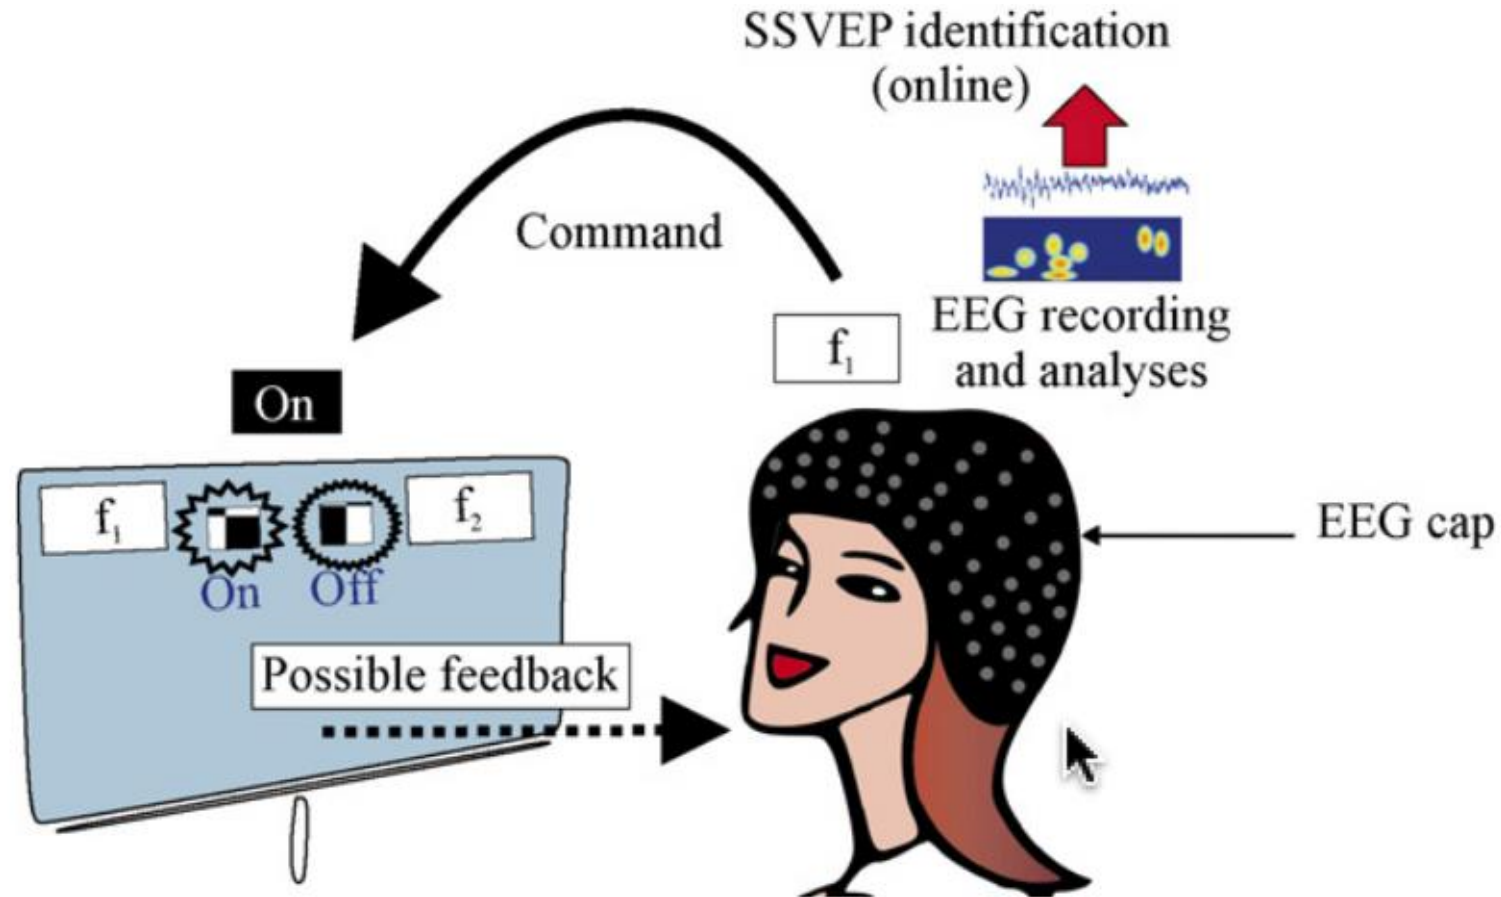 SSVEP identification
(online)
Command
EEG recording
and analyses
f₁
On
f₁
f₂
On
Off
EEG cap
Possible feedback